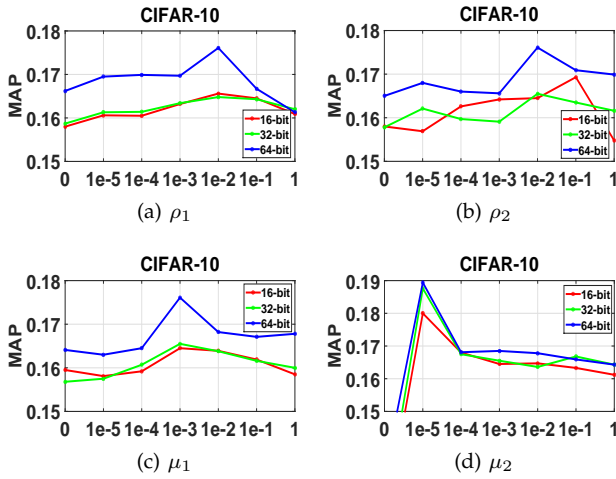 CIFAR-10
MAP
0.18
0.17
0.16
0.15
16-bit
32-bit
64-bit
0 1e-5 1e-4 1e-3 1e-2 1e-1 1
(a) ρ1
CIFAR-10
0.18
0.17
0.16
0.15
16-bit
32-bit
64-bit
0 1e-5 1e-4 1e-3 1e-2 1e-1 1
(b) ρ2
CIFAR-10
MAP
0.18
0.17
0.16
0.15
16-bit
32-bit
64-bit
0 1e-5 1e-4 1e-3 1e-2 1e-1 1
(c) μ1
CIFAR-10
MAP
0.19
0.18
0.17
0.16
0.15
16-bit
32-bit
64-bit
0 1e-5 1e-4 1e-3 1e-2 1e-1 1
(d) μ2